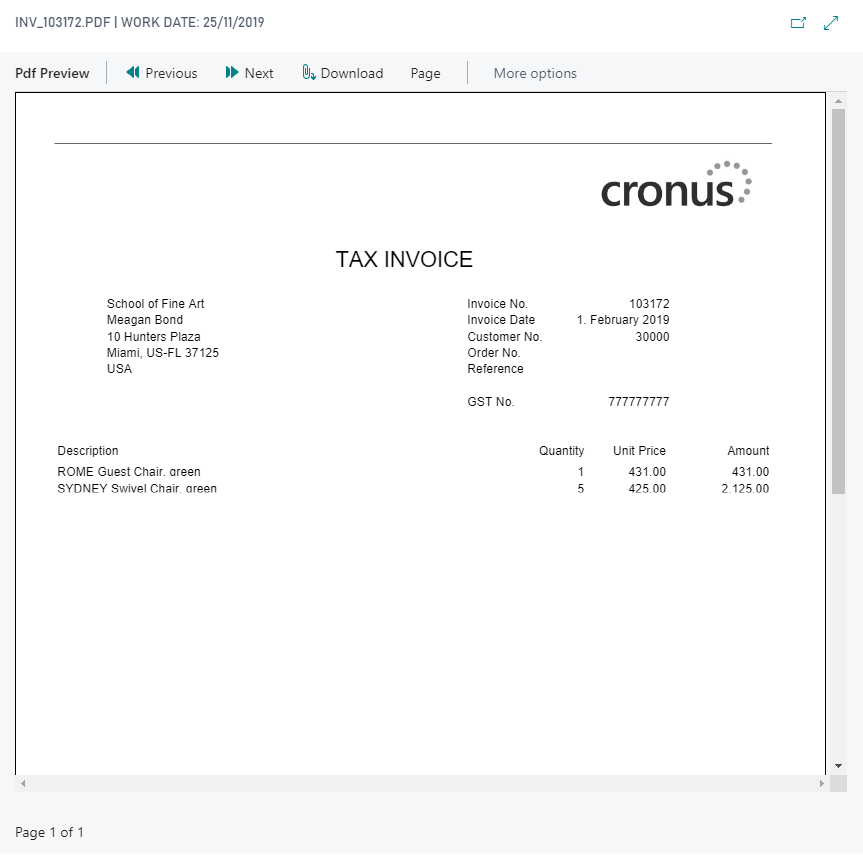 INV_103172.PDF | WORK DATE: 25/11/2019
Pdf Preview Previous Next Download Page More options
cronus
TAX INVOICE
School of Fine Art Invoice No. 103172
Meagan Bond Invoice Date 1. February 2019
10 Hunters Plaza Customer No. 30000
Miami, US-FL 37125 Order No.
USA Reference
GST No. 777777777
Description Quantity Unit Price Amount
ROME Guest Chair, green 1 431.00 431.00
SYDNEY Swivel Chair, green 5 425.00 2,125.00
Page 1 of 1